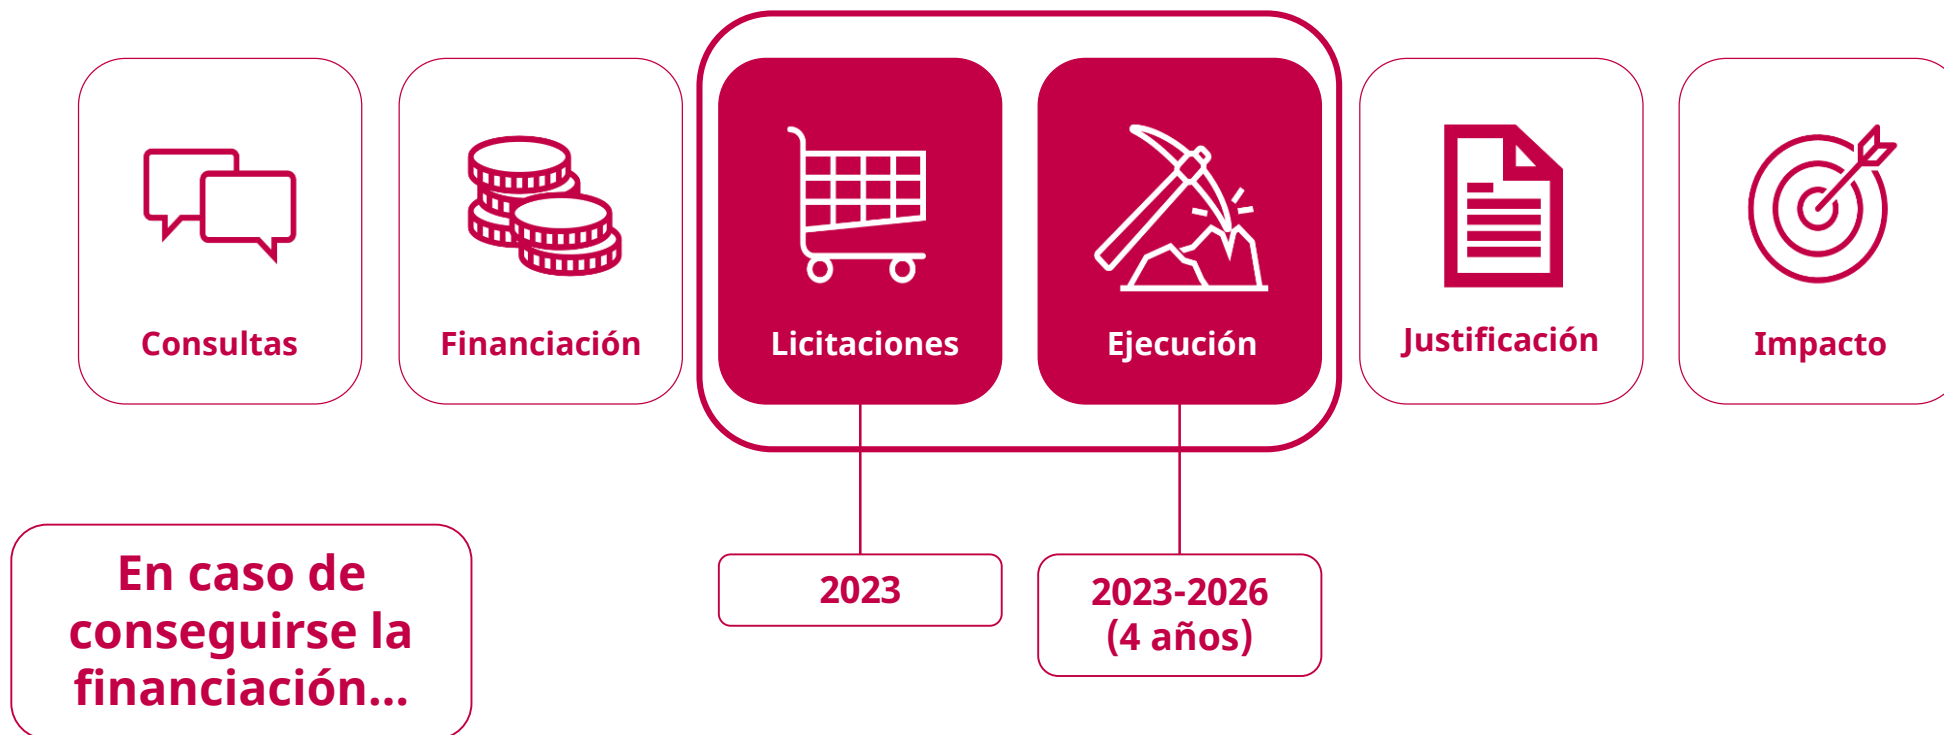 Consultas
Financiación
Licitaciones
Ejecución
Justificación
Impacto
En caso de
conseguirse la
financiación...
2023
2023-2026
(4 años)